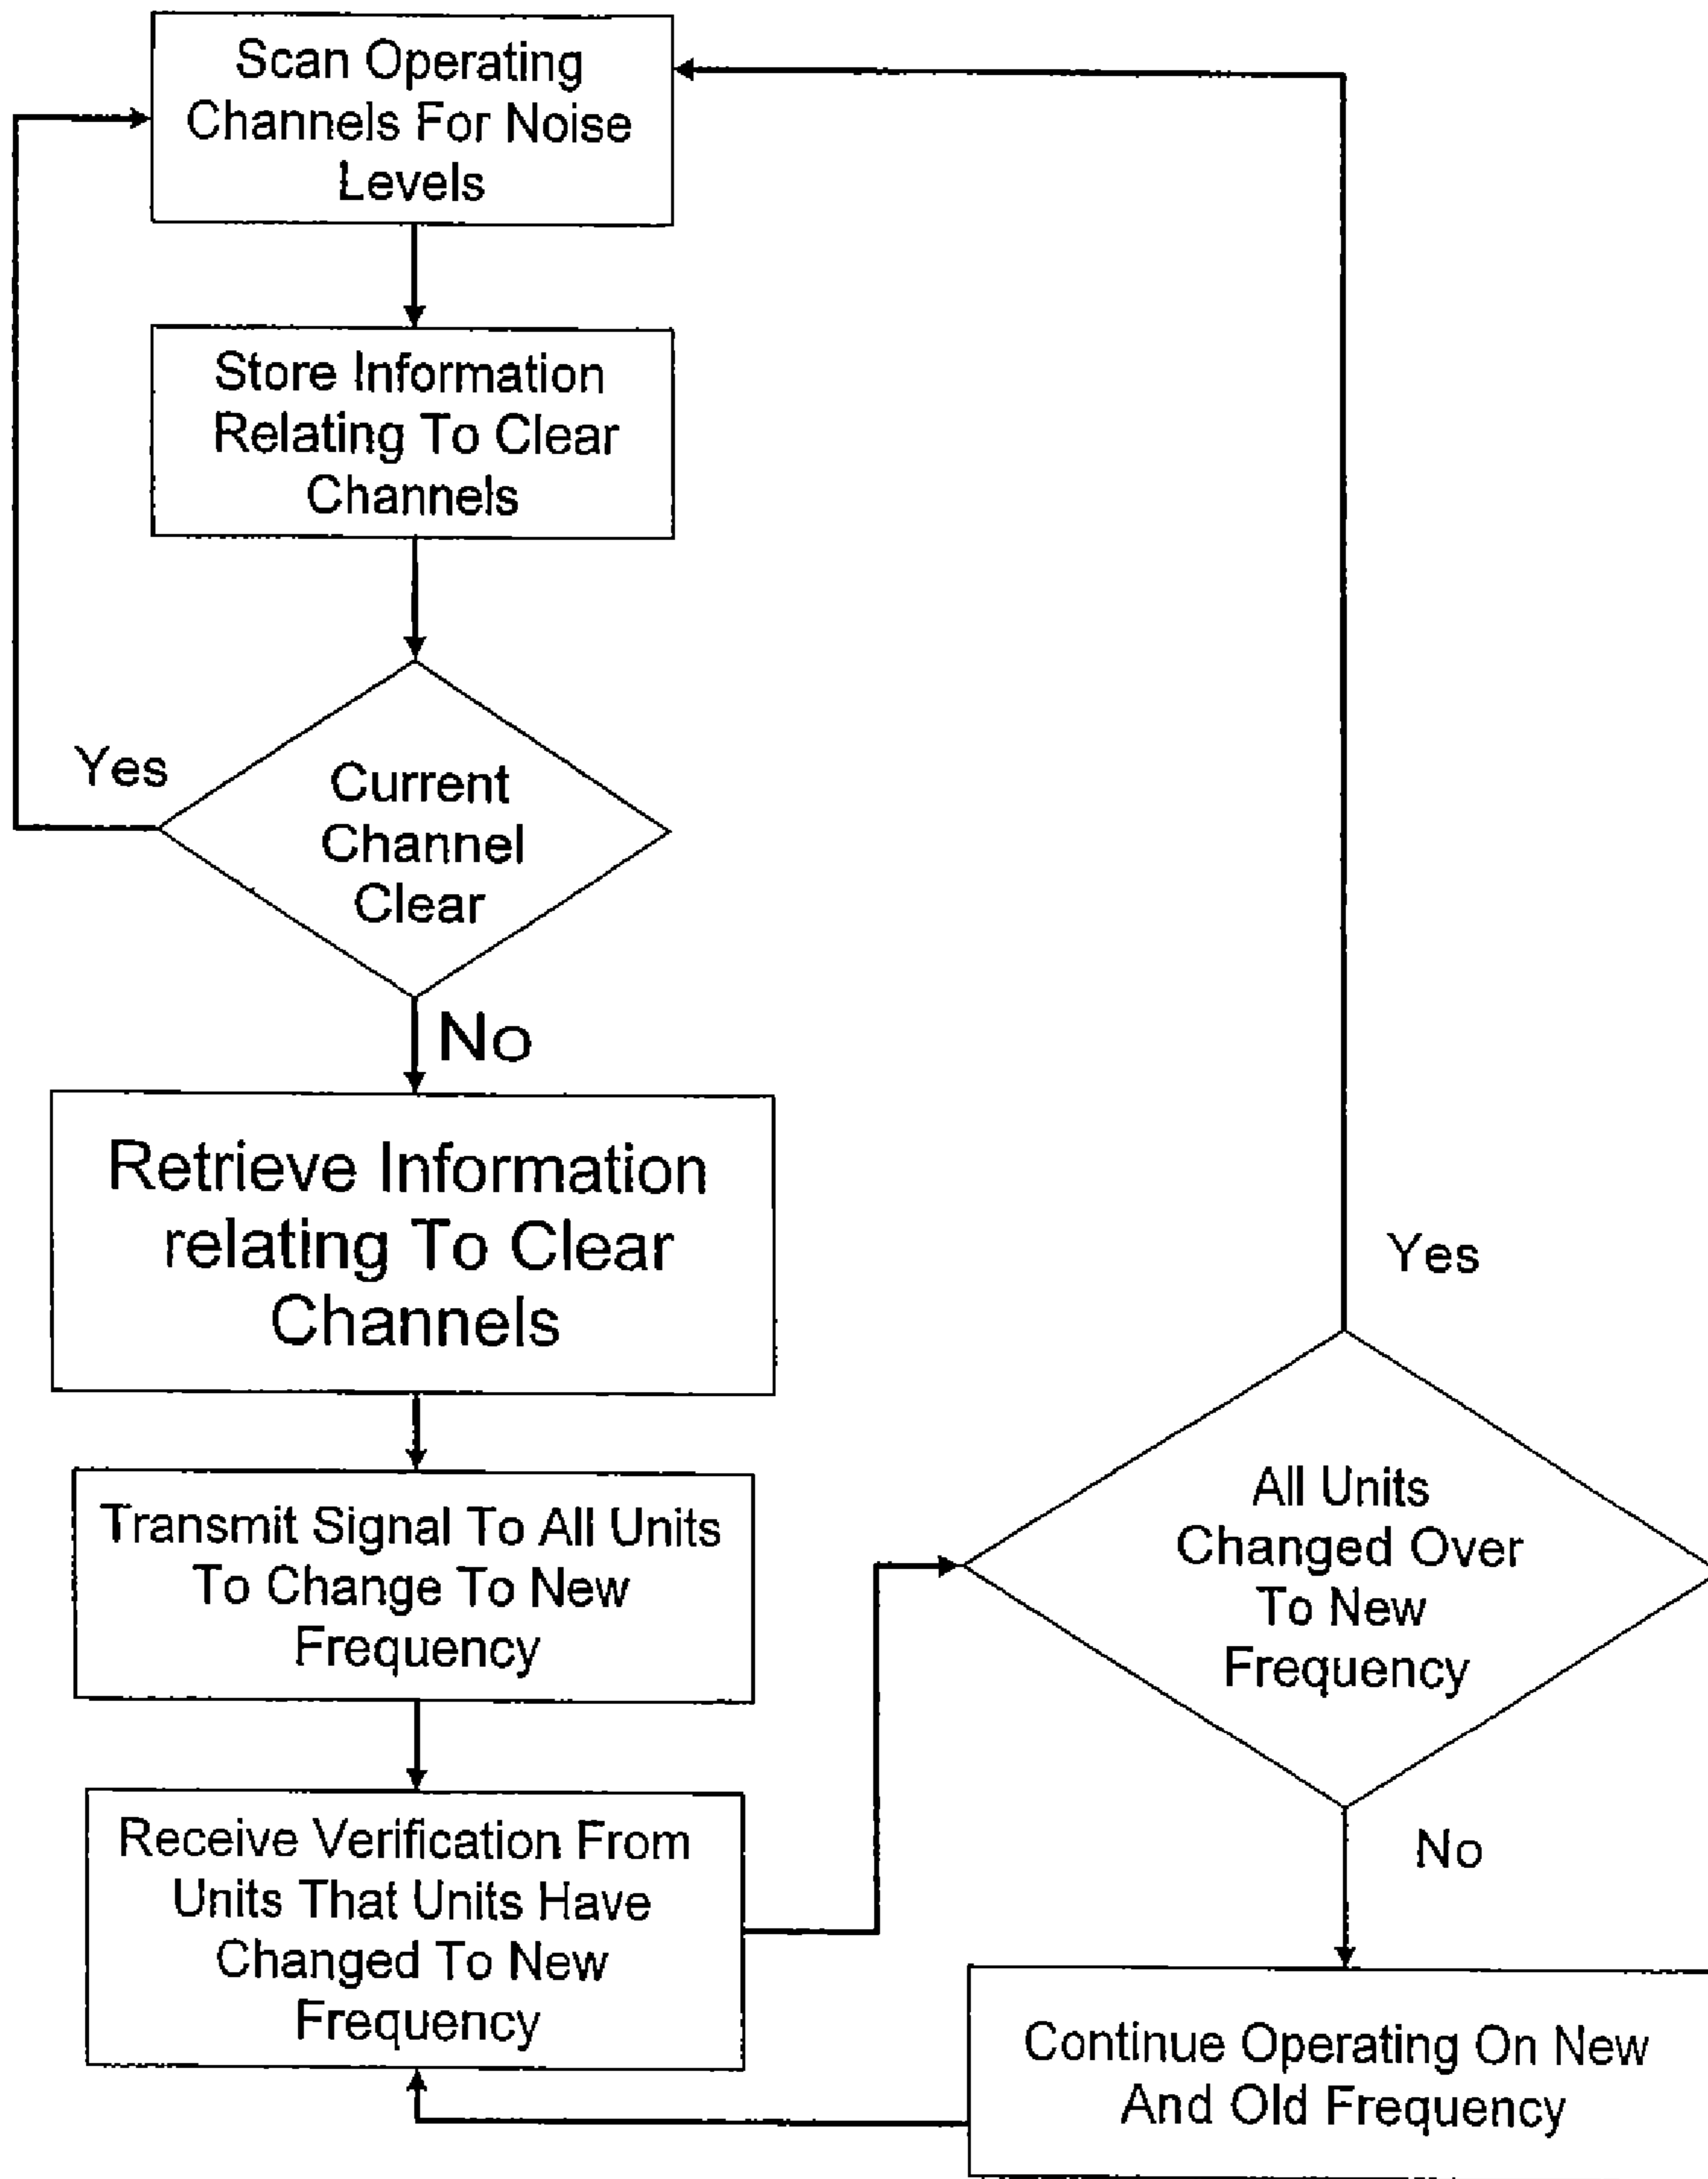 Scan Operating
Channels For Noise
Levels
Store Information
Relating To Clear
Channels
Yes
Current
Channel
Clear
No
Retrieve Information
relating To Clear
Channels
Transmit Signal To All Units
To Change To New
Frequency
Receive Verification From
Units That Units Have
Changed To New
Frequency
Yes
All Units
Changed Over
To New
Frequency
No
Continue Operating On New
And Old Frequency